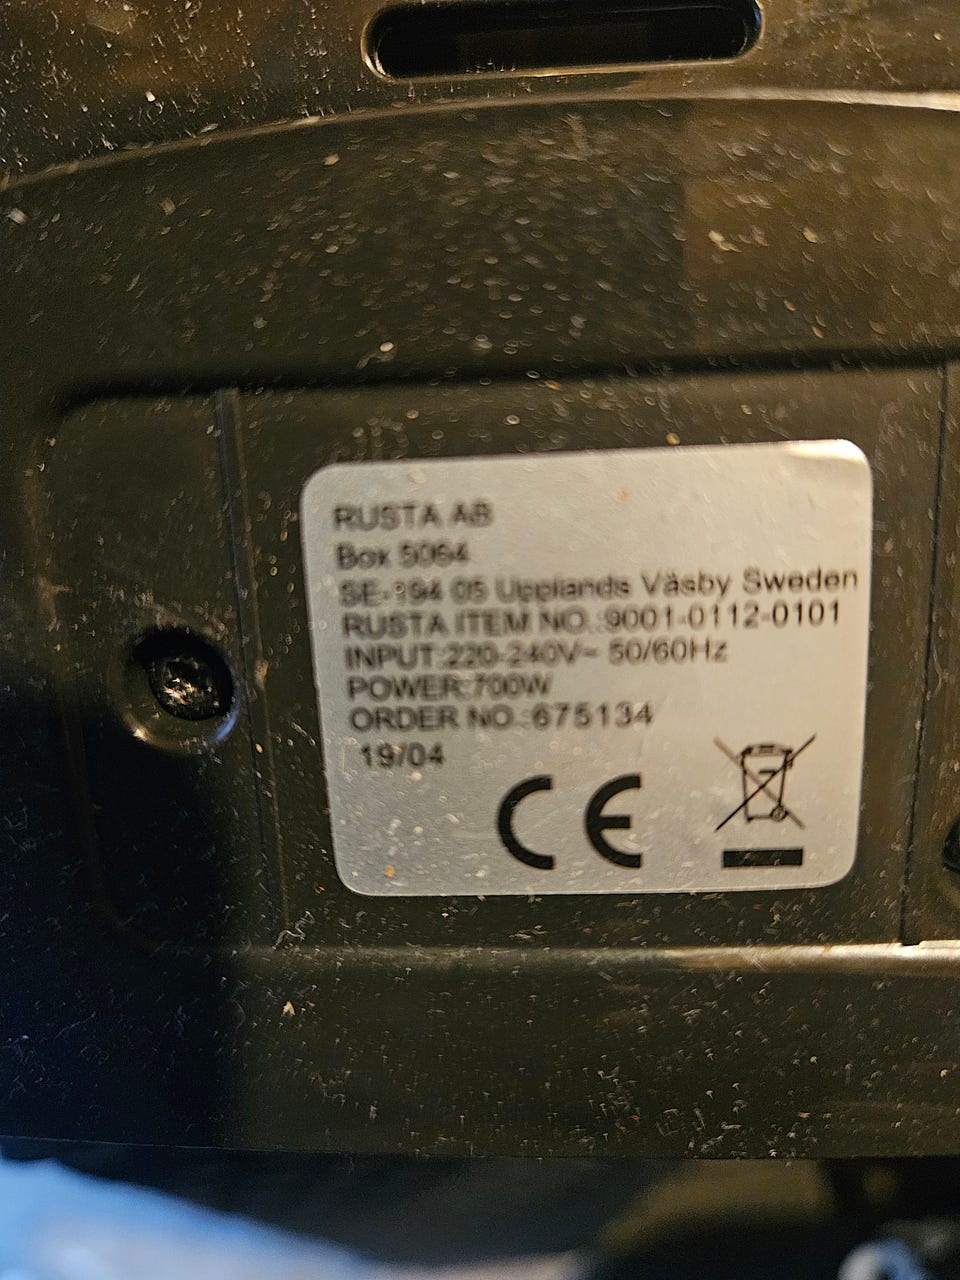 RUSTA AB
Box 5064
SE-194 05 Upplands Väsby Sweden
RUSTA ITEM NO.:9001-0112-0101
INPUT:220-240V~ 50/60Hz
POWER:700W
ORDER NO.:675134
19/04
CE